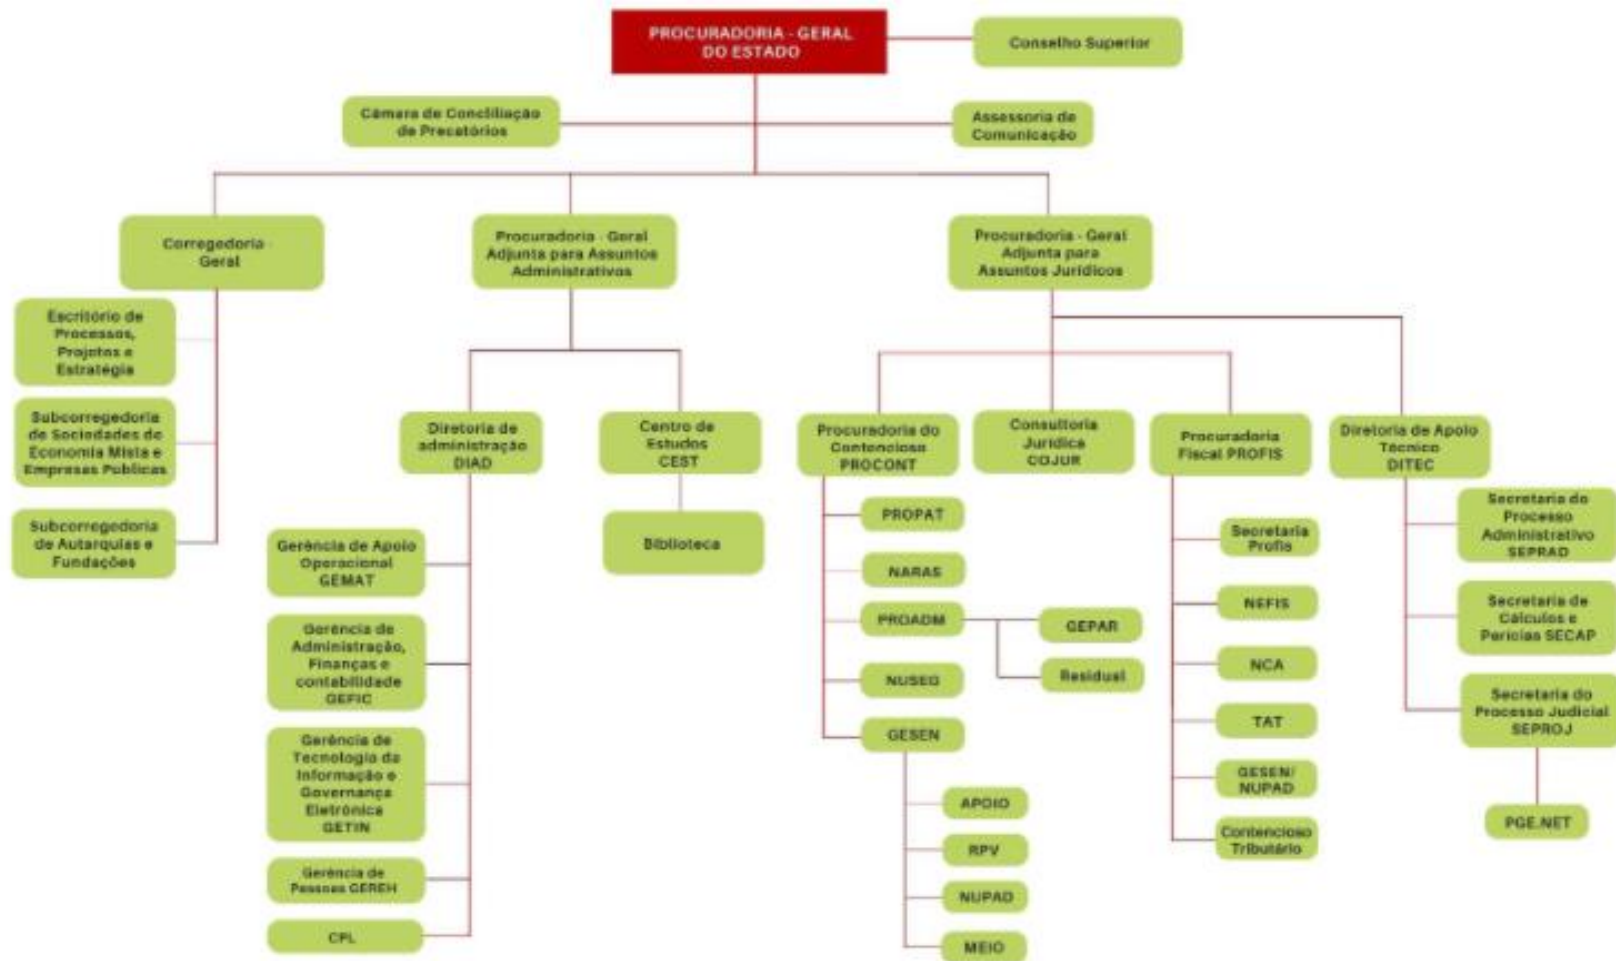 PROCURADORIA - GERAL
DO ESTADO
Conselho Superior
Câmara de Conciliação
de Precatórios
Assessoria de
Comunicação
Corregedoria -
Geral
Procuradoria - Geral
Adjunta para Assuntos
Administrativos
Procuradoria - Geral
Adjunta para
Assuntos Jurídicos
Escritório de
Processos,
Projetos e
Estratégia
Subcorregedoria
de Sociedades de
Economia Mista e
Empresas Publicas
Subcorregedoria
de Autarquias e
Fundações
Diretoria de
administração
DIAD
Centro de
Estudos
CEST
Biblioteca
Gerência de Apoio
Operacional
GEMAT
Gerência de
Administração,
Finanças e
contabilidade
GEFIC
Gerência de
Tecnologia da
Informação e
Governança
Eletrônica
GETIN
Gerência de
Pessoas GEREH
CPL
Procuradoria do
Contencioso
PROCONT
Consultoria
Jurídica
COJUR
Procuradoria
Fiscal PROFIS
Diretoria de Apoio
Técnico
DITEC
PROPAT
NARAS
PROADM
GEPAR
Residual
NUSEG
GESEN
APOIO
RPV
NUPAD
MEIO
Secretaria
Profis
NEFIS
NCA
TAT
GESEN/
NUPAD
Contencioso
Tributário
Secretaria do
Processo
Administrativo
SEPRAD
Secretaria de
Cálculos e
Perícias SECAP
Secretaria do
Processo Judicial
SEPROJ
PGE.NET